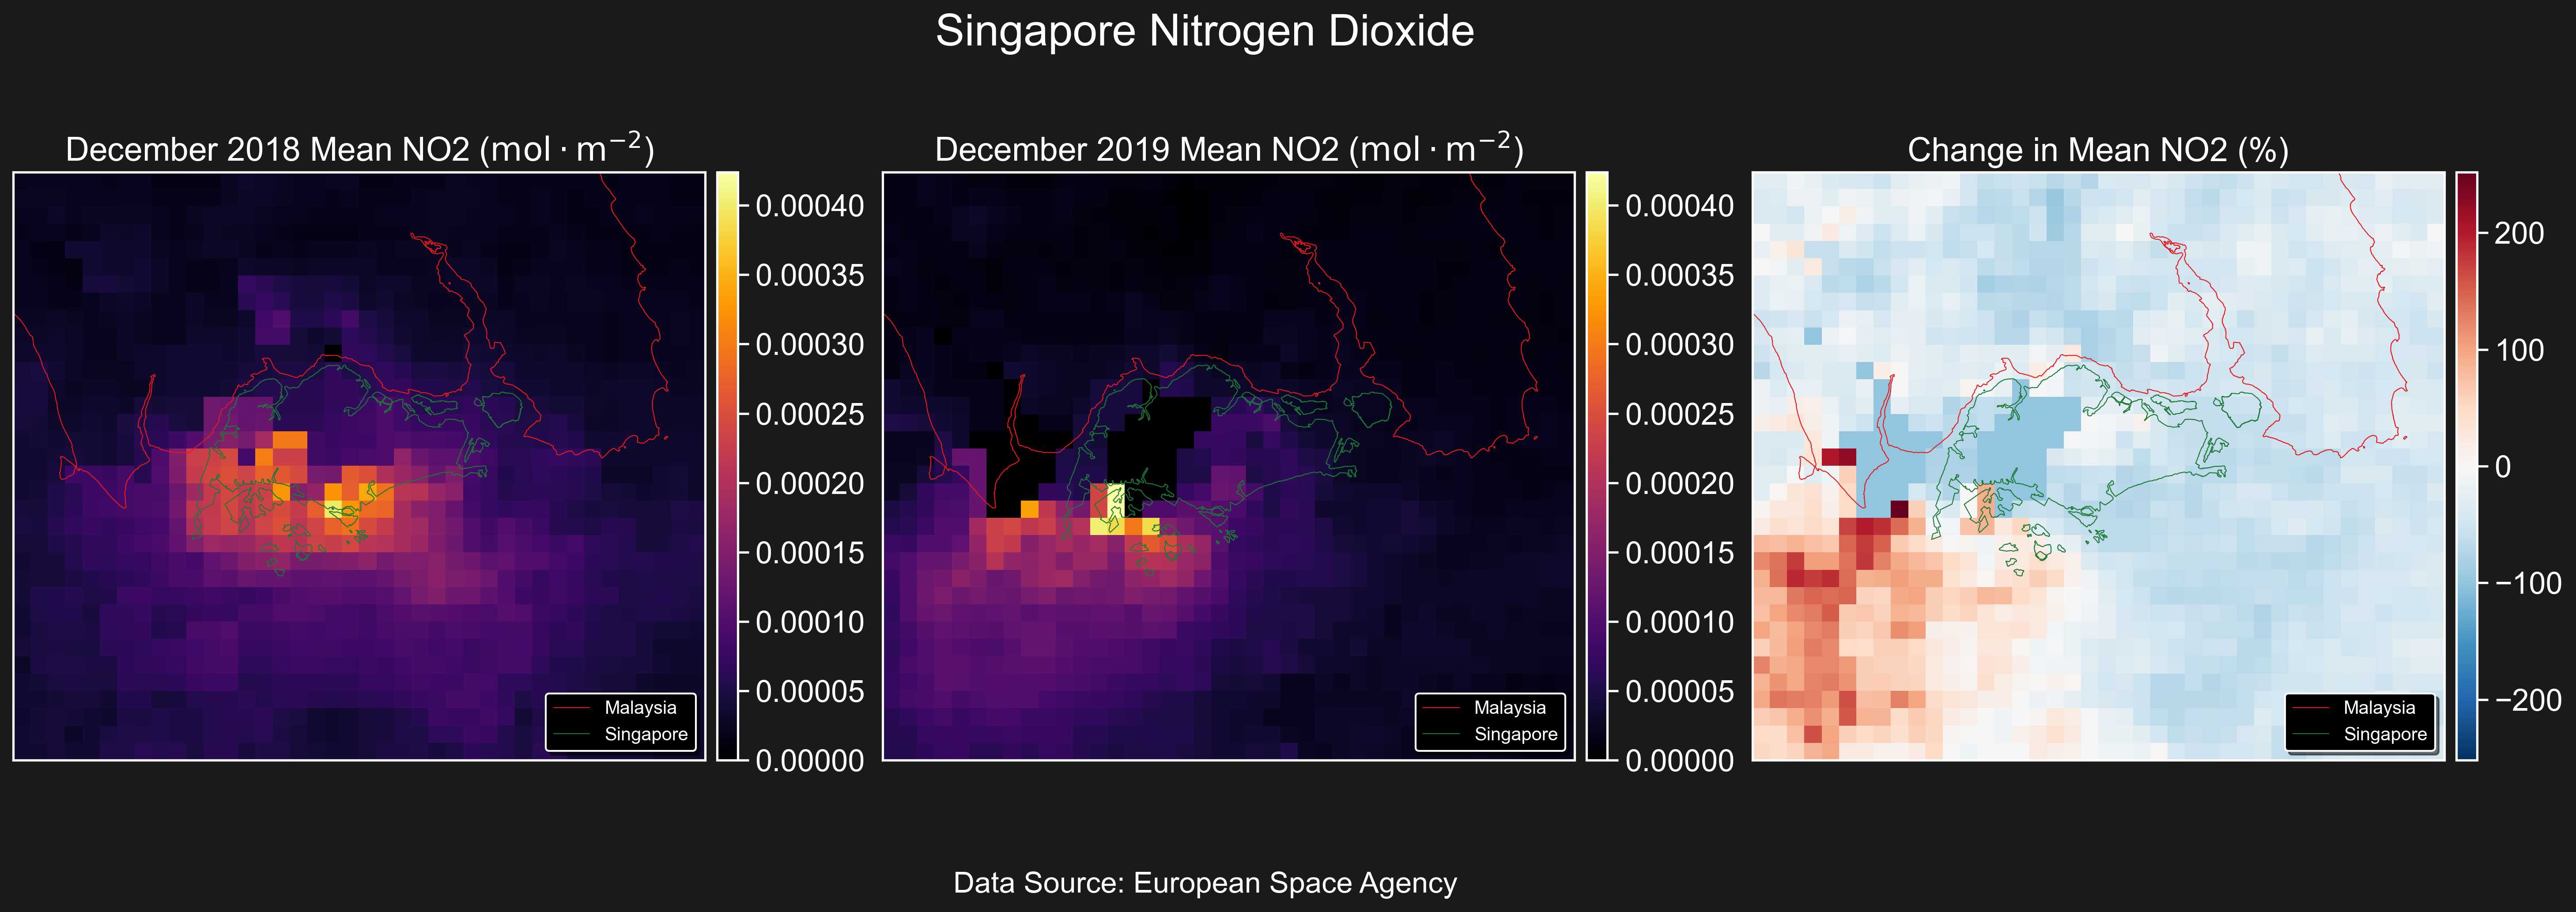 Singapore Nitrogen Dioxide
December 2018 Mean NO2 (mol · m⁻²)
December 2019 Mean NO2 (mol · m⁻²)
Change in Mean NO2 (%)
0.00040
0.00035
0.00030
0.00025
0.00020
0.00015
0.00010
0.00005
0.00000
Malaysia
Singapore
0.00040
0.00035
0.00030
0.00025
0.00020
0.00015
0.00010
0.00005
0.00000
Malaysia
Singapore
200
100
0
−100
−200
Malaysia
Singapore
Data Source: European Space Agency